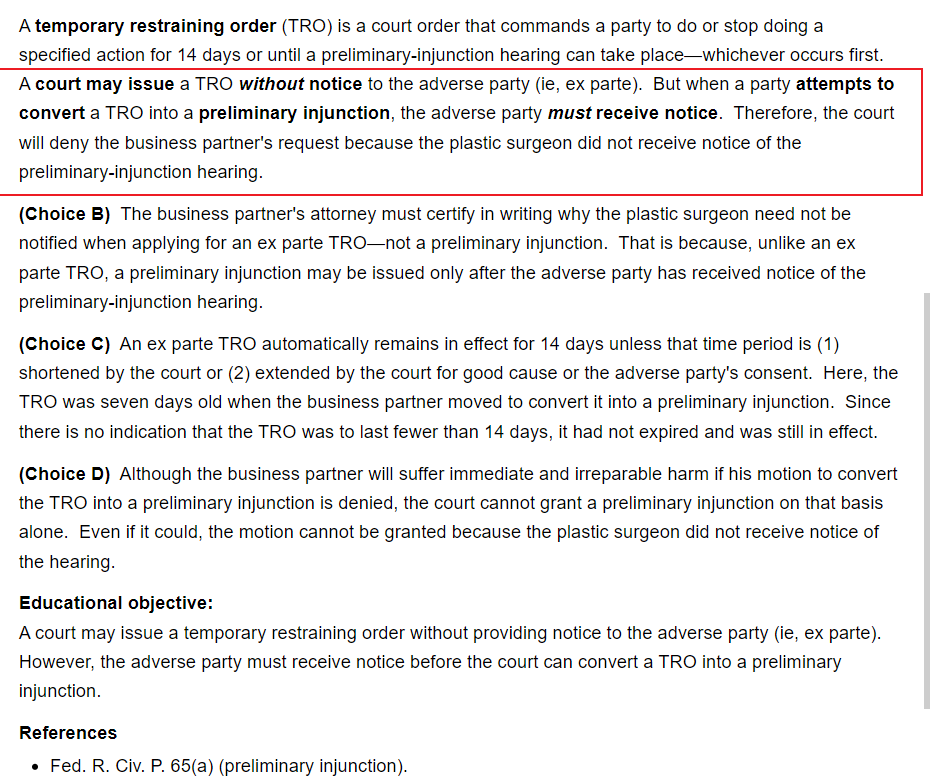 A temporary restraining order (TRO) is a court order that commands a party to do or stop doing a
specified action for 14 days or until a preliminary-injunction hearing can take place—whichever occurs first.
A court may issue a TRO without notice to the adverse party (ie, ex parte).  But when a party attempts to
convert a TRO into a preliminary injunction, the adverse party must receive notice.  Therefore, the court
will deny the business partner's request because the plastic surgeon did not receive notice of the
preliminary-injunction hearing.
(Choice B)  The business partner's attorney must certify in writing why the plastic surgeon need not be
notified when applying for an ex parte TRO—not a preliminary injunction.  That is because, unlike an ex
parte TRO, a preliminary injunction may be issued only after the adverse party has received notice of the
preliminary-injunction hearing.
(Choice C)  An ex parte TRO automatically remains in effect for 14 days unless that time period is (1)
shortened by the court or (2) extended by the court for good cause or the adverse party's consent.  Here, the
TRO was seven days old when the business partner moved to convert it into a preliminary injunction.  Since
there is no indication that the TRO was to last fewer than 14 days, it had not expired and was still in effect.
(Choice D)  Although the business partner will suffer immediate and irreparable harm if his motion to convert
the TRO into a preliminary injunction is denied, the court cannot grant a preliminary injunction on that basis
alone.  Even if it could, the motion cannot be granted because the plastic surgeon did not receive notice of
the hearing.
Educational objective:
A court may issue a temporary restraining order without providing notice to the adverse party (ie, ex parte).
However, the adverse party must receive notice before the court can convert a TRO into a preliminary
injunction.
References
• Fed. R. Civ. P. 65(a) (preliminary injunction).